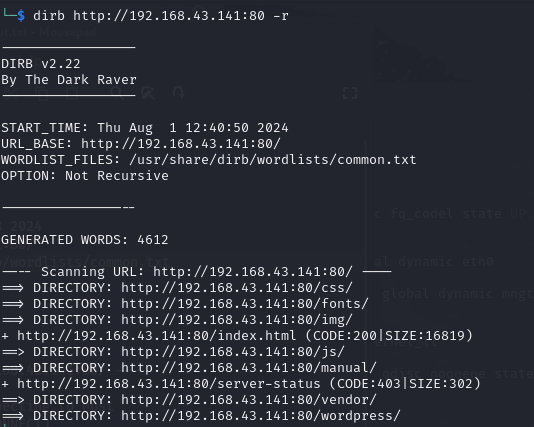 └─$ dirb http://192.168.43.141:80 -r
-----------------
DIRB v2.22
By The Dark Raver
-----------------
START_TIME: Thu Aug  1 12:40:50 2024
URL_BASE: http://192.168.43.141:80/
WORDLIST_FILES: /usr/share/dirb/wordlists/common.txt
OPTION: Not Recursive
-----------------
GENERATED WORDS: 4612
---- Scanning URL: http://192.168.43.141:80/ ----
==> DIRECTORY: http://192.168.43.141:80/css/
==> DIRECTORY: http://192.168.43.141:80/fonts/
==> DIRECTORY: http://192.168.43.141:80/img/
+ http://192.168.43.141:80/index.html (CODE:200|SIZE:16819)
==> DIRECTORY: http://192.168.43.141:80/js/
==> DIRECTORY: http://192.168.43.141:80/manual/
+ http://192.168.43.141:80/server-status (CODE:403|SIZE:302)
==> DIRECTORY: http://192.168.43.141:80/vendor/
==> DIRECTORY: http://192.168.43.141:80/wordpress/